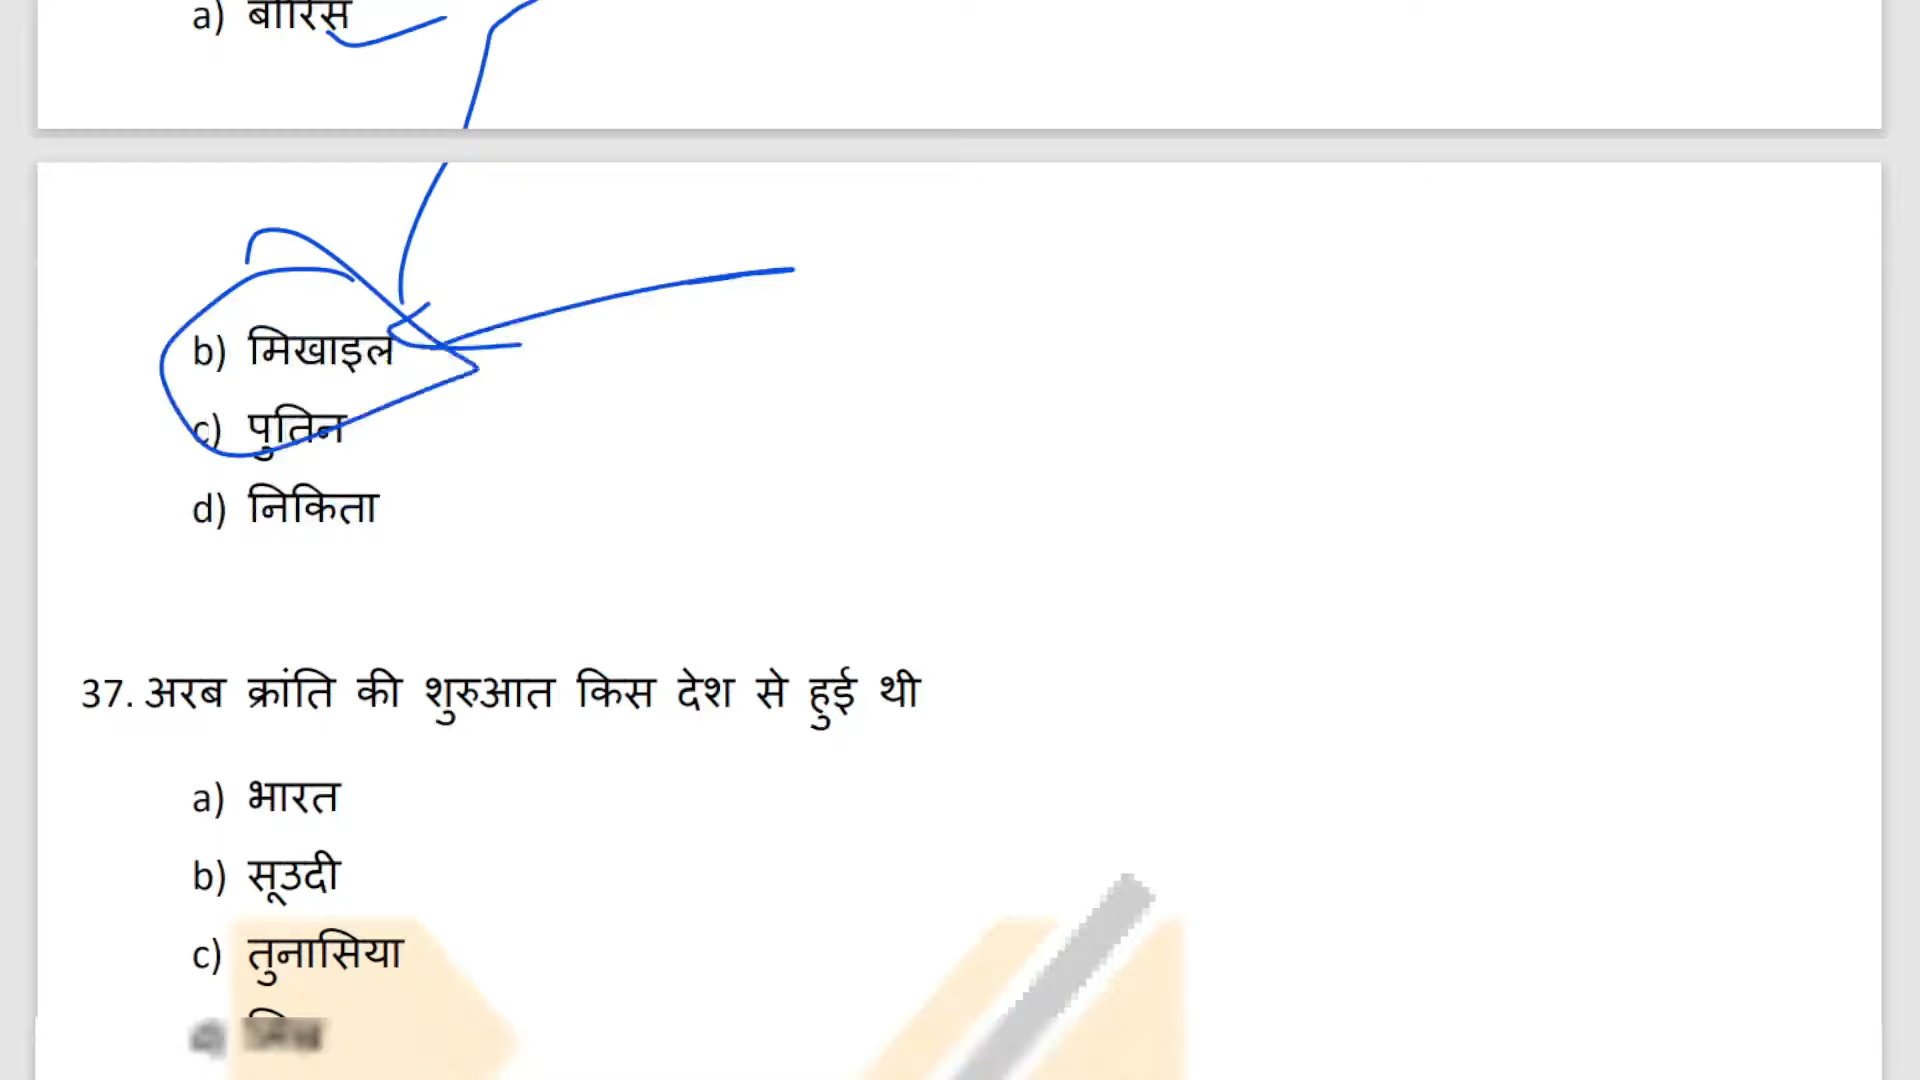 a) बोरिस
b) मिखाइल
c) पुतिन
d) निकिता
37. अरब क्रांति की शुरुआत किस देश से हुई थी
a) भारत
b) सूउदी
c) तुनासिया